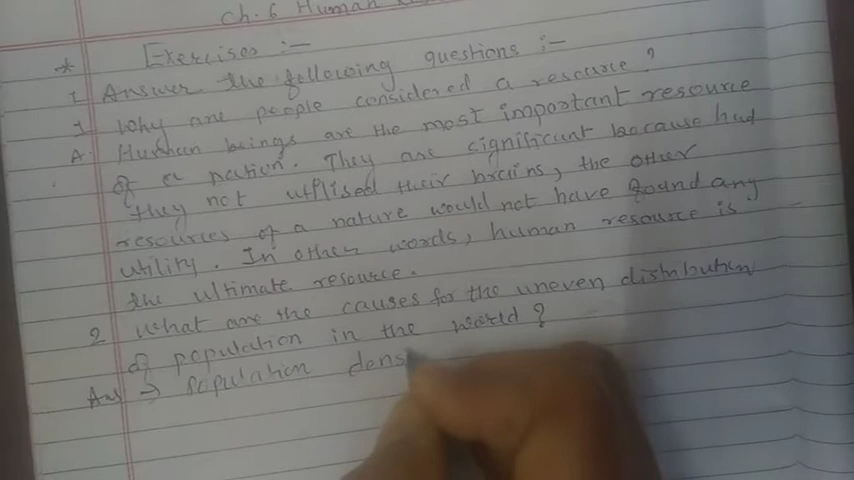 Ch. 6 Human
* Exercises :-
I Answer the following questions :-
1 Why are people considered a resource?
A. Human beings are the most important resource
of a nation. They are significant because had
they not utilised their brains, the other
resources of a nature would not have found any
utility. In other words, human resource is
the ultimate resource.
2 What are the causes for the uneven distribution
of population in the world?
Ans → Population dens